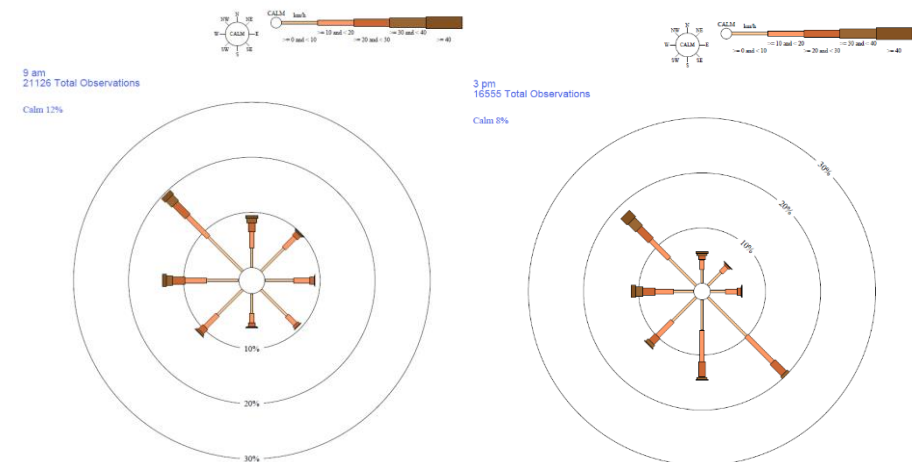 N
NW NE
W CALM E
SW SE
S
CALM km/h
>= 10 and < 20 >= 30 and < 40
>= 0 and < 10 >= 20 and < 30 >= 40
9 am
21126 Total Observations
Calm 12%
10%
20%
30%
N
NW NE
W CALM E
SW SE
S
CALM km/h
>= 10 and < 20 >= 30 and < 40
>= 0 and < 10 >= 20 and < 30 >= 40
3 pm
16555 Total Observations
Calm 8%
30%
20%
10%